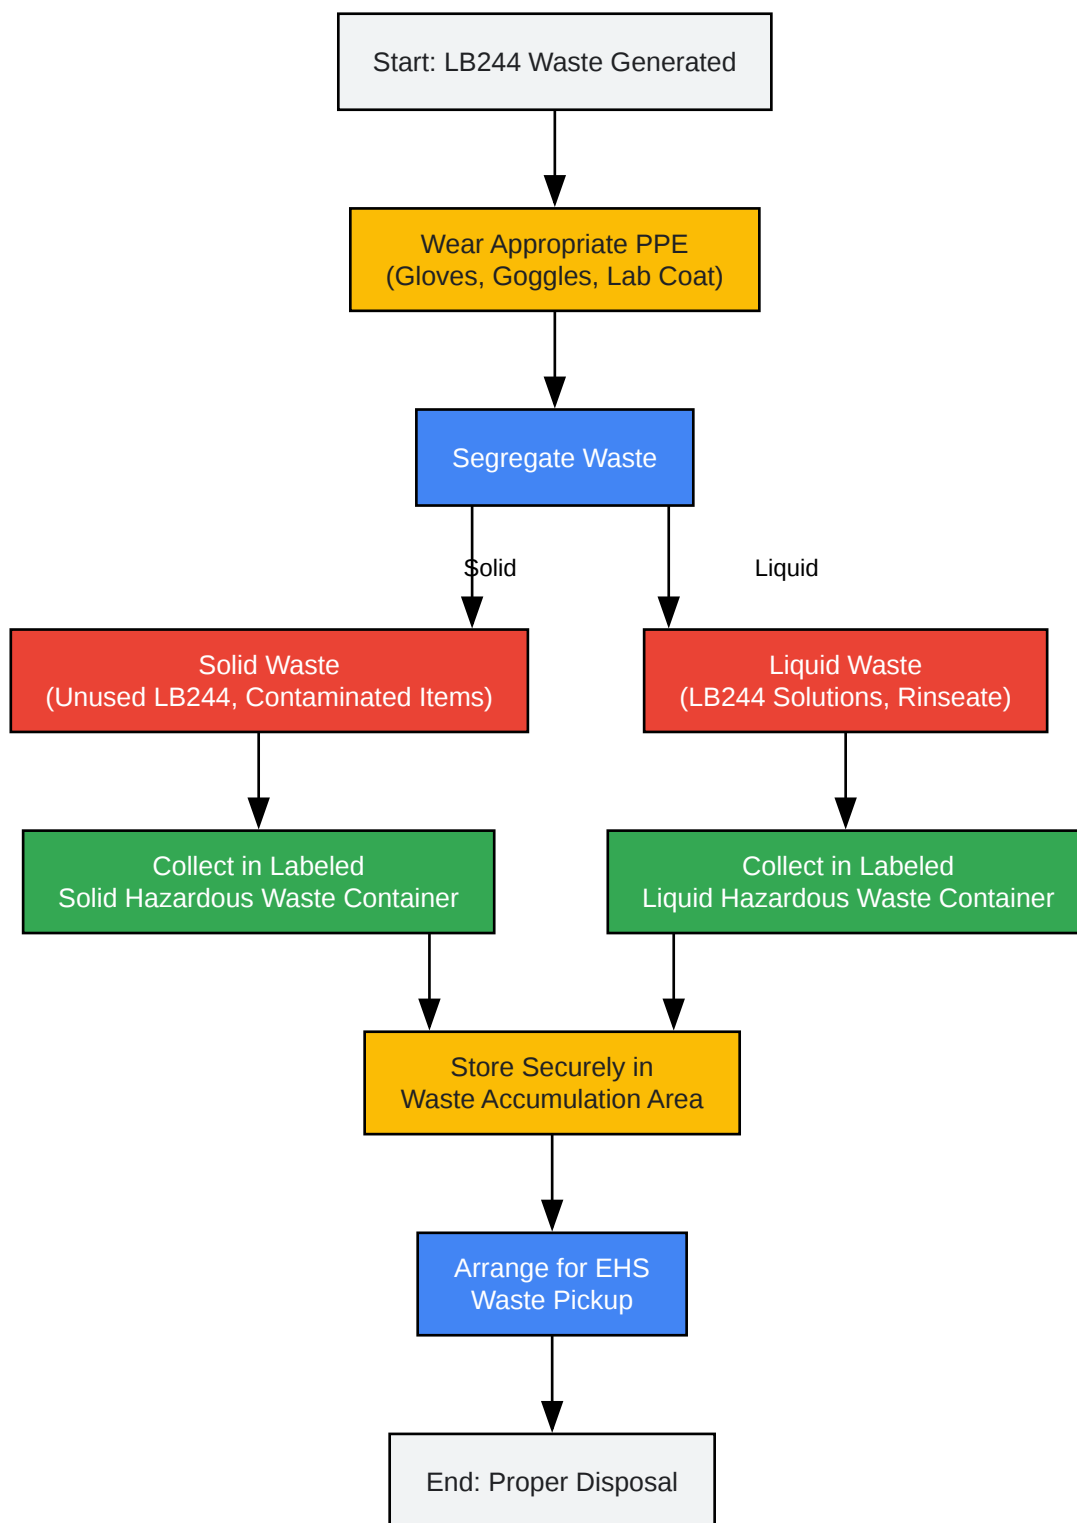 Start: LB244 Waste Generated
Wear Appropriate PPE
(Gloves, Goggles, Lab Coat)
Segregate Waste
Solid
Liquid
Solid Waste
(Unused LB244, Contaminated Items)
Liquid Waste
(LB244 Solutions, Rinseate)
Collect in Labeled
Solid Hazardous Waste Container
Collect in Labeled
Liquid Hazardous Waste Container
Store Securely in
Waste Accumulation Area
Arrange for EHS
Waste Pickup
End: Proper Disposal